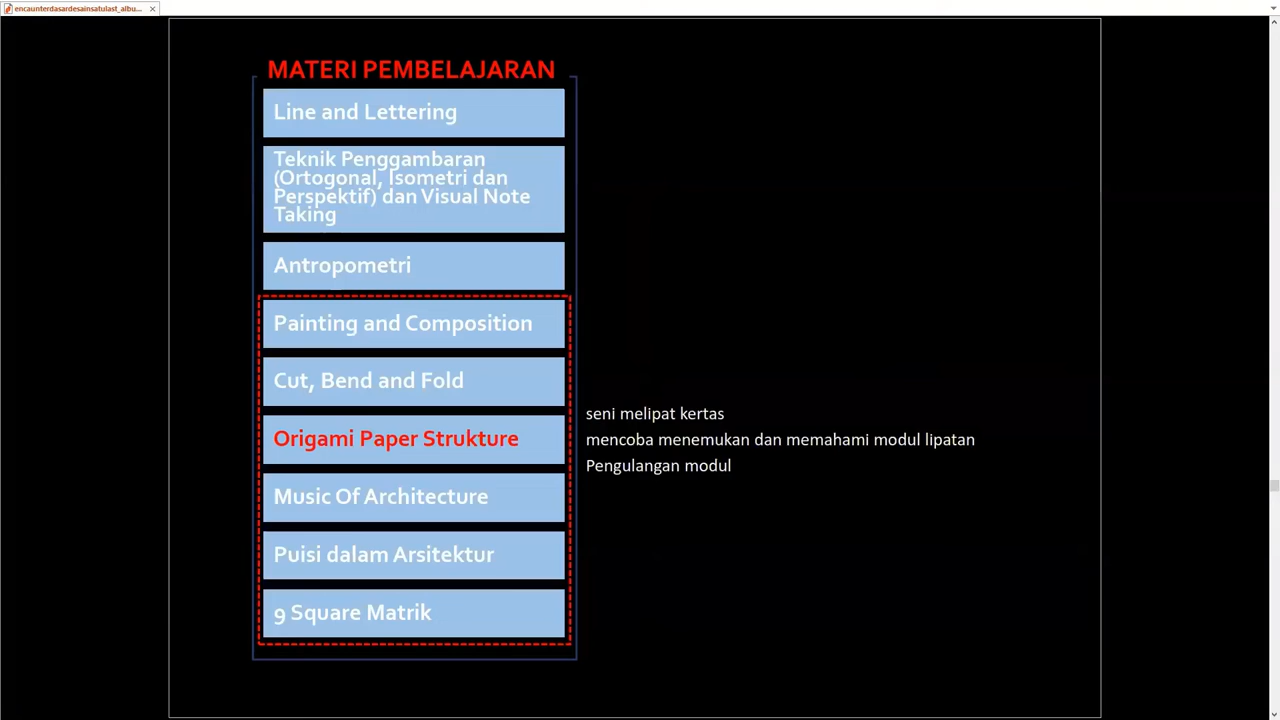 encaunterdasardesainsatulast_albu...
MATERI PEMBELAJARAN
Line and Lettering
Teknik Penggambaran
(Ortogonal, Isometri dan
Perspektif) dan Visual Note
Taking
Antropometri
Painting and Composition
Cut, Bend and Fold
Origami Paper Strukture
seni melipat kertas
mencoba menemukan dan memahami modul lipatan
Pengulangan modul
Music Of Architecture
Puisi dalam Arsitektur
9 Square Matrik